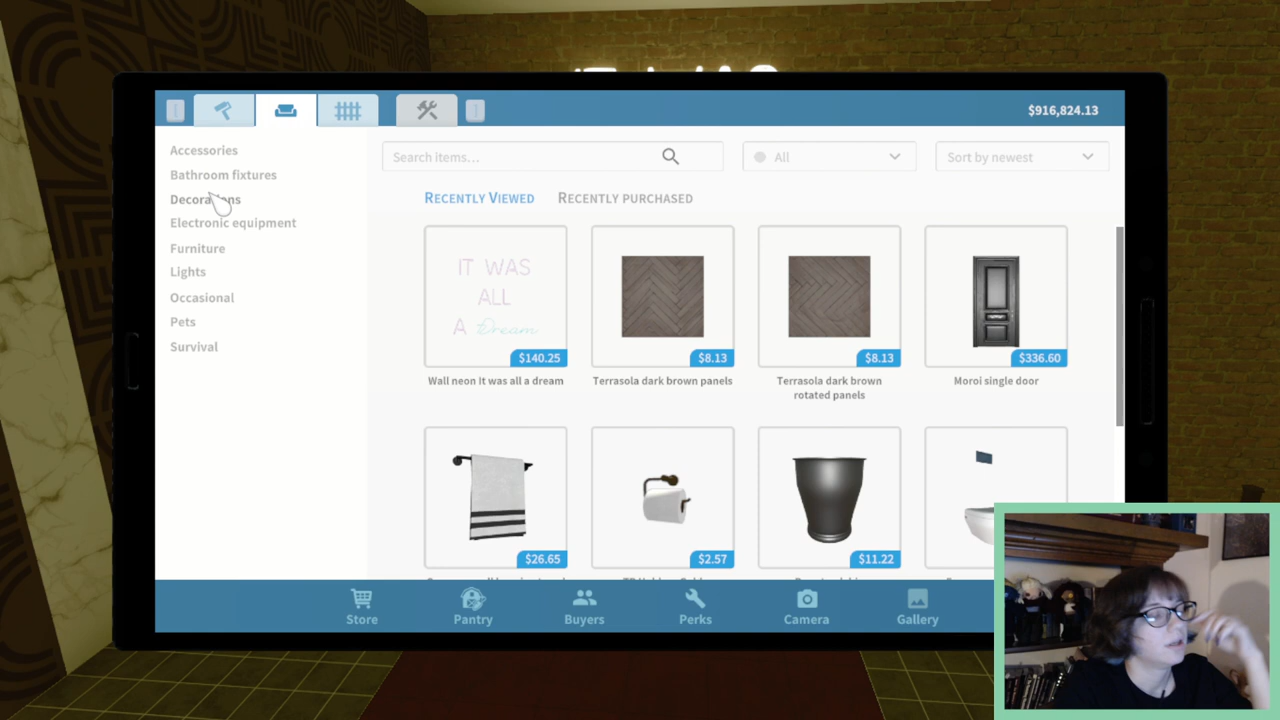 $916,824.13
Accessories
Bathroom fixtures
Decorations
Electronic equipment
Furniture
Lights
Occasional
Pets
Survival
Search items...
All
Sort by newest
RECENTLY VIEWED
RECENTLY PURCHASED
IT WAS
ALL
A Dream
$140.25
$8.13
$8.13
$336.60
Wall neon It was all a dream
Terrasola dark brown panels
Terrasola dark brown
rotated panels
Moroi single door
$26.65
$2.57
$11.22
Store
Pantry
Buyers
Perks
Camera
Gallery